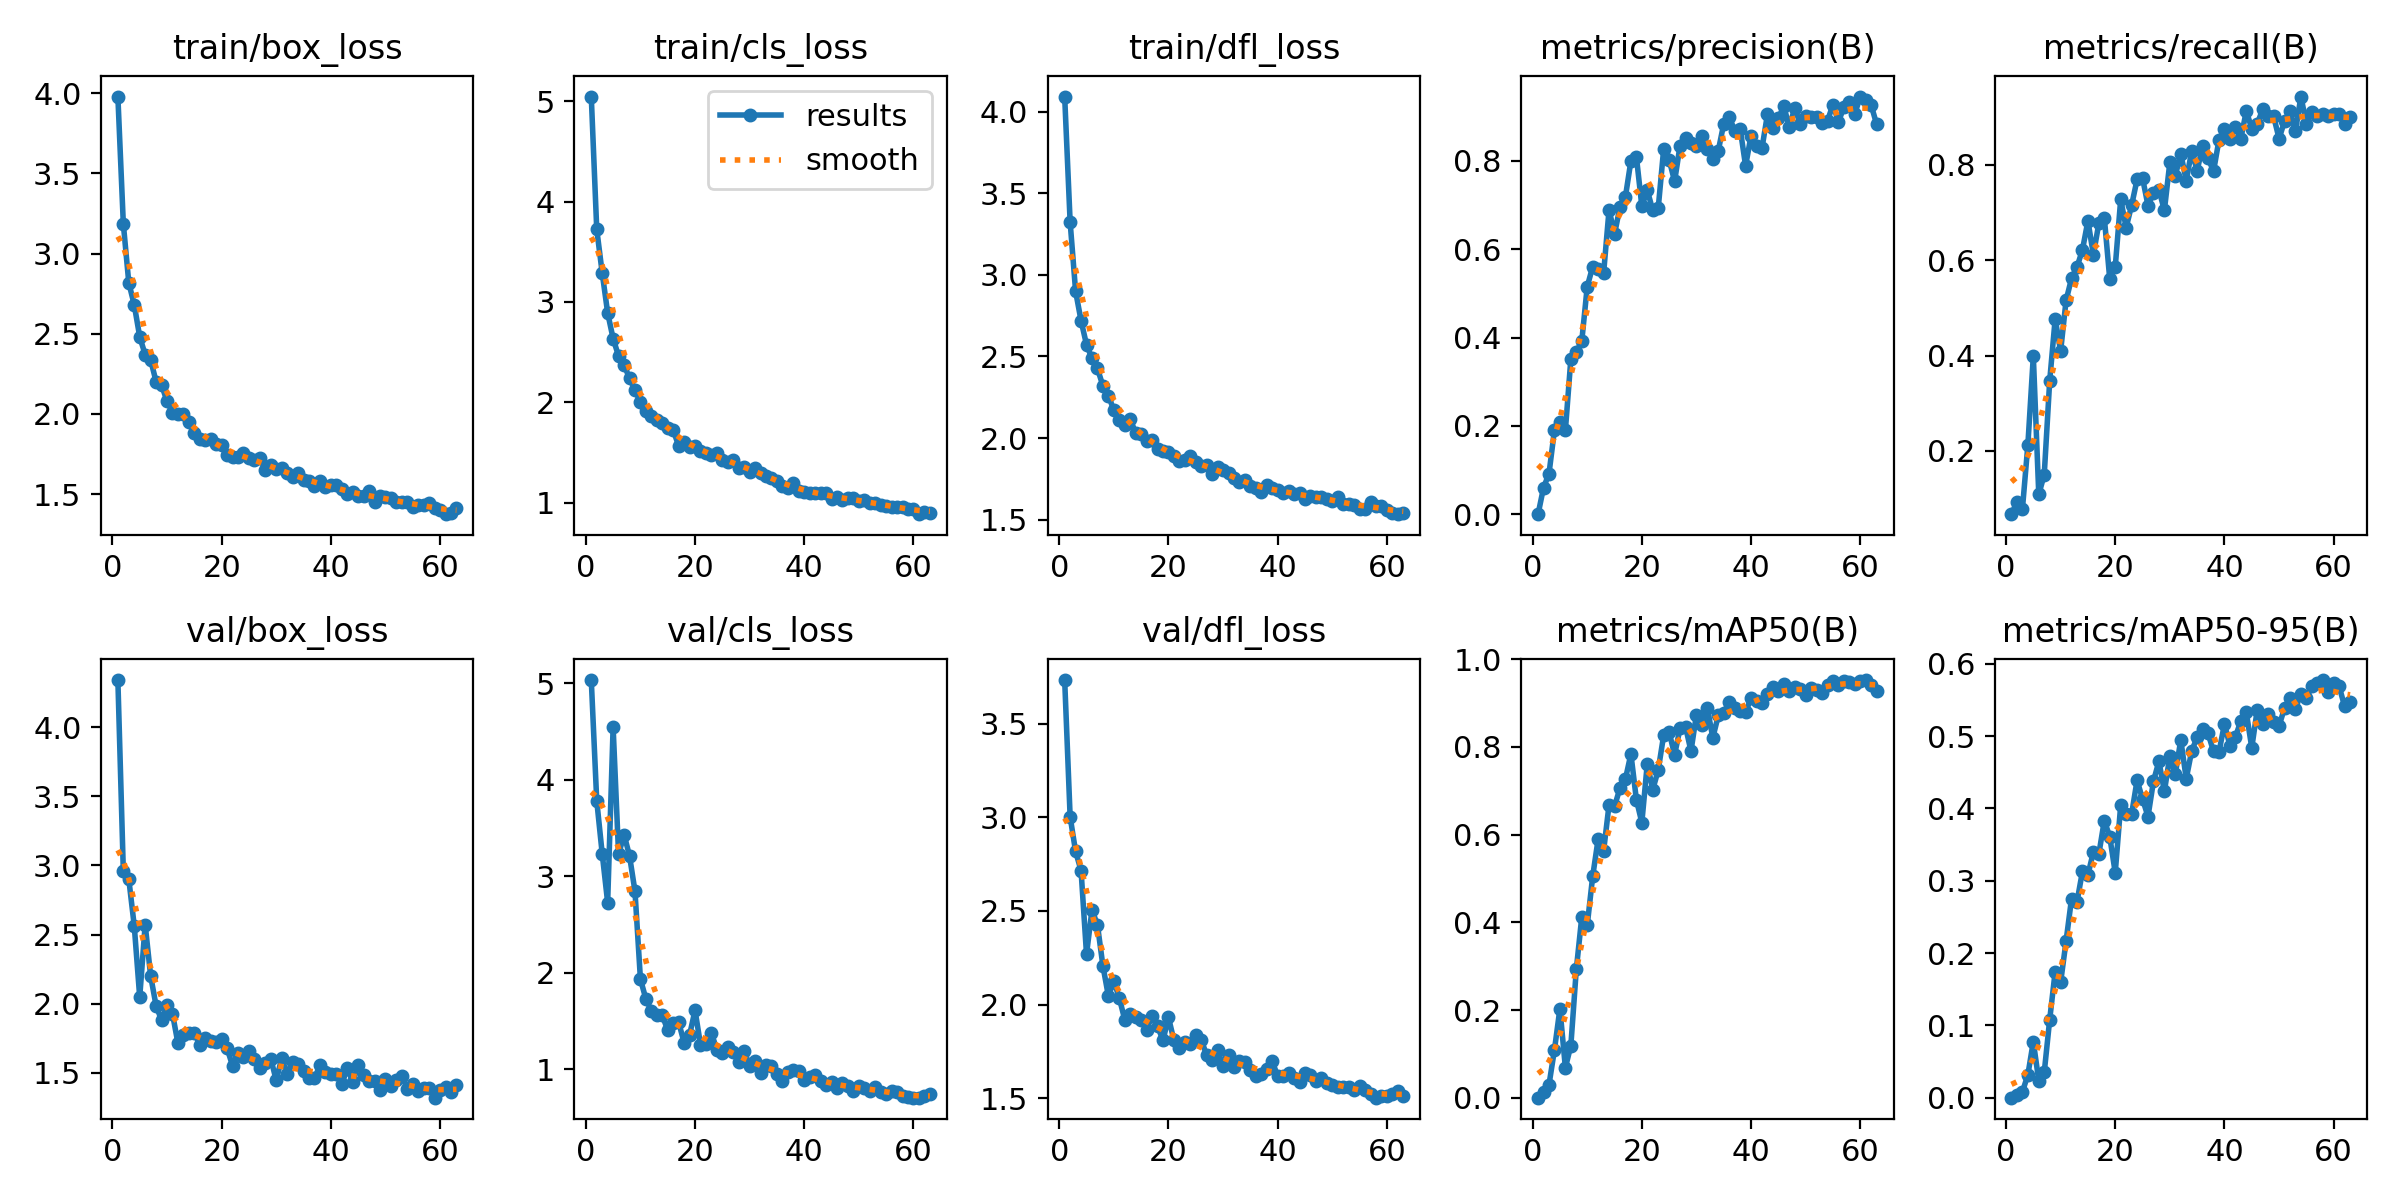 train/box_loss
train/cls_loss
train/dfl_loss
metrics/precision(B)
metrics/recall(B)
4.0
3.5
3.0
2.5
2.0
1.5
0 20 40 60
results
smooth
5
4
3
2
1
0 20 40 60
4.0
3.5
3.0
2.5
2.0
1.5
0 20 40 60
0.8
0.6
0.4
0.2
0.0
0 20 40 60
0.8
0.6
0.4
0.2
0 20 40 60
val/box_loss
val/cls_loss
val/dfl_loss
metrics/mAP50(B)
metrics/mAP50-95(B)
4.0
3.5
3.0
2.5
2.0
1.5
0 20 40 60
5
4
3
2
1
0 20 40 60
3.5
3.0
2.5
2.0
1.5
0 20 40 60
1.0
0.8
0.6
0.4
0.2
0.0
0 20 40 60
0.6
0.5
0.4
0.3
0.2
0.1
0.0
0 20 40 60